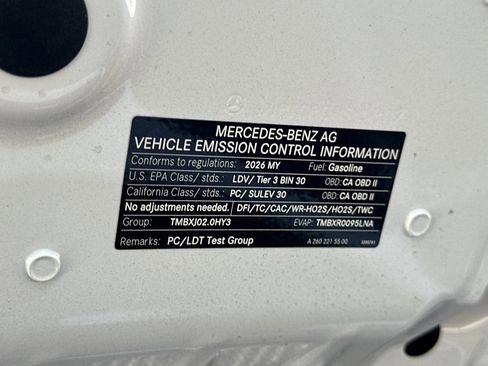 MERCEDES-BENZ AG
VEHICLE EMISSION CONTROL INFORMATION
Conforms to regulations: 2026 MY Fuel: Gasoline
U.S. EPA Class/ stds.: LDV/ Tier 3 BIN 30 OBD: CA OBD II
California Class/ stds.: PC/ SULEV 30 OBD: CA OBD II
No adjustments needed. DFI/TC/CAC/WR-HO2S/HO2S/TWC
Group: TMBXJ02.0HY3 EVAP: TMBXR0095LNA
Remarks: PC/LDT Test Group A 260 221 55 00